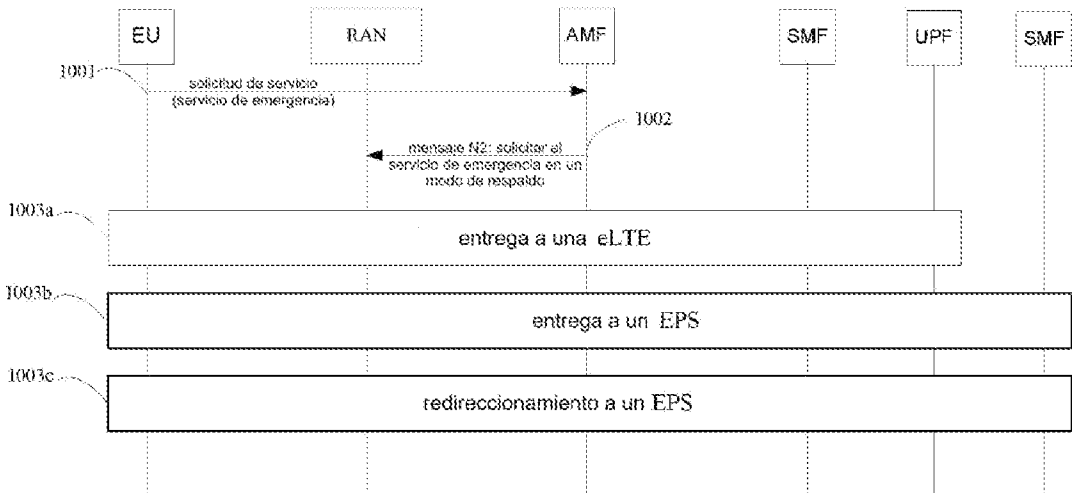 EU
RAN
AMF
SMF
UPF
SMF
1001
solicitud de servicio
(servicio de emergencia)
1002
mensaje N2: solicitar el
servicio de emergencia en un
modo de respaldo
1003a
entrega a una eLTE
1003b
entrega a un EPS
1003c
redireccionamiento a un EPS